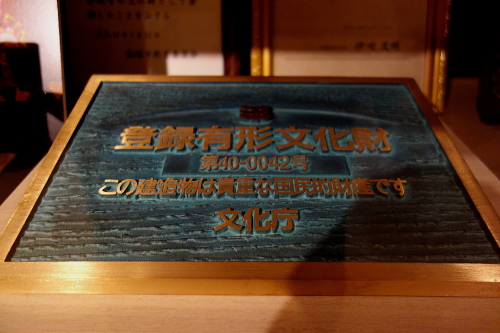 登録有形文化財
第40-0042号
この建造物は貴重な国民的財産です
文化庁